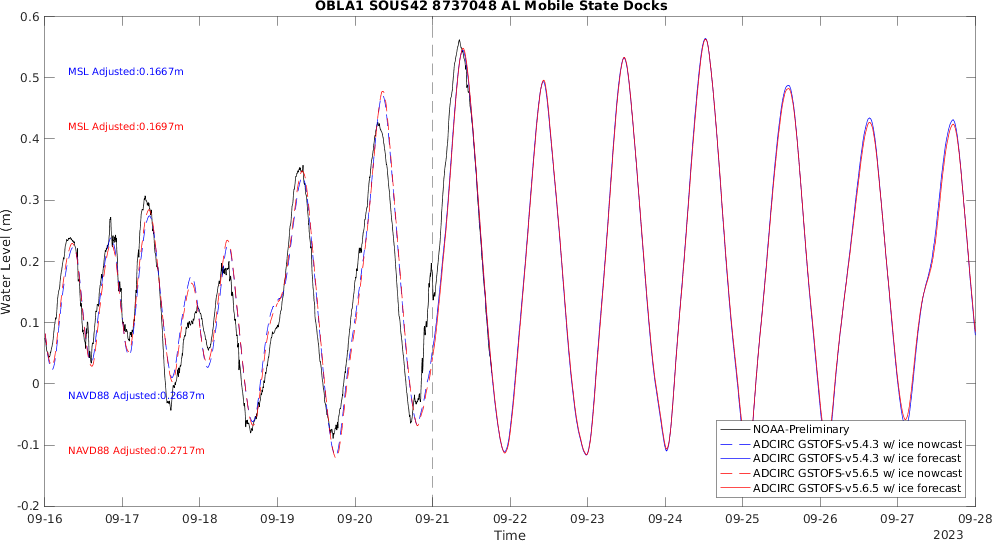 OBLA1 SOUS42 8737048 AL Mobile State Docks
0.6
0.5
0.4
0.3
0.2
0.1
0
-0.1
-0.2
Water Level (m)
MSL Adjusted:0.1667m
MSL Adjusted:0.1697m
NAVD88 Adjusted:0.2687m
NAVD88 Adjusted:0.2717m
NOAA-Preliminary
ADCIRC GSTOFS-v5.4.3 w/ ice nowcast
ADCIRC GSTOFS-v5.4.3 w/ ice forecast
ADCIRC GSTOFS-v5.6.5 w/ ice nowcast
ADCIRC GSTOFS-v5.6.5 w/ ice forecast
09-16 09-17 09-18 09-19 09-20 09-21 09-22 09-23 09-24 09-25 09-26 09-27 09-28
Time
2023